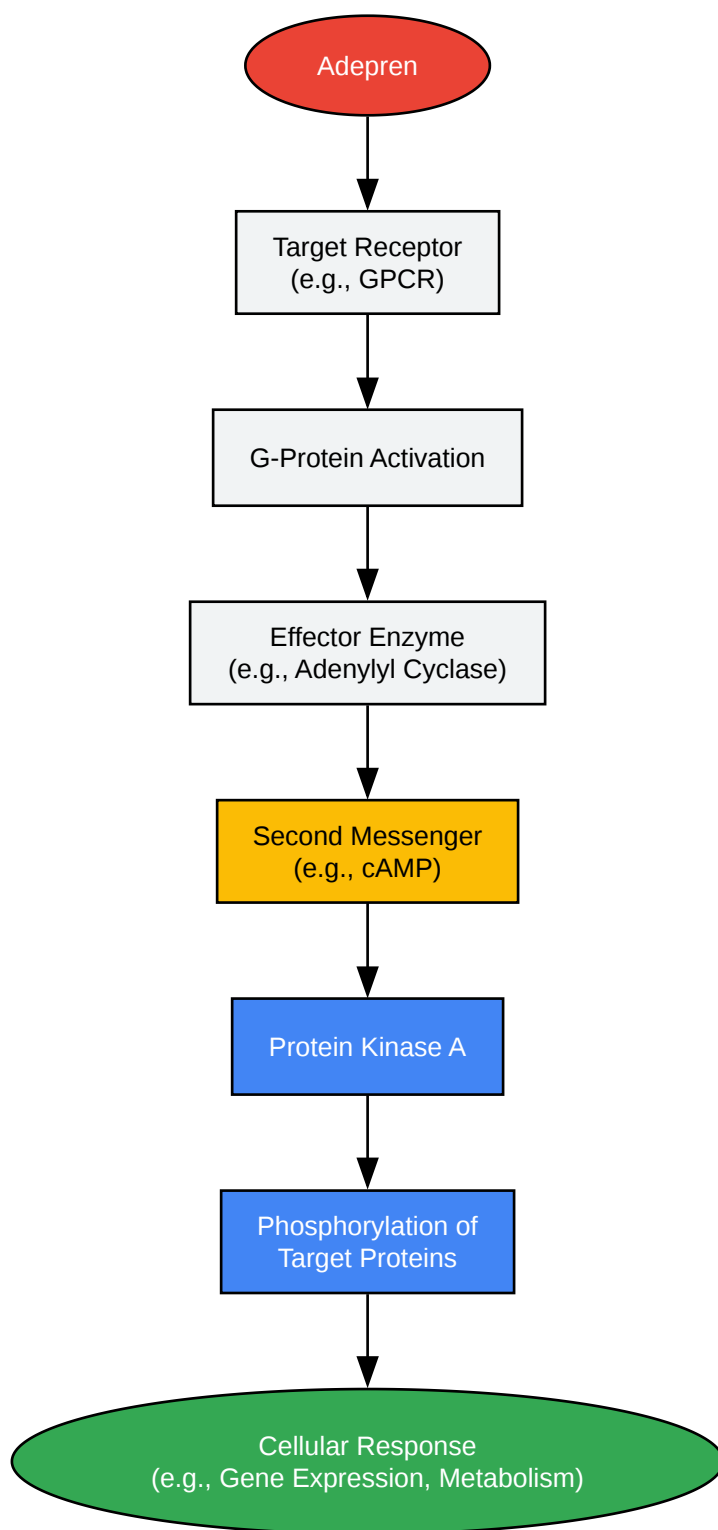 Adepren
Target Receptor
(e.g., GPCR)
G-Protein Activation
Effector Enzyme
(e.g., Adenylyl Cyclase)
Second Messenger
(e.g., cAMP)
Protein Kinase A
Phosphorylation of
Target Proteins
Cellular Response
(e.g., Gene Expression, Metabolism)